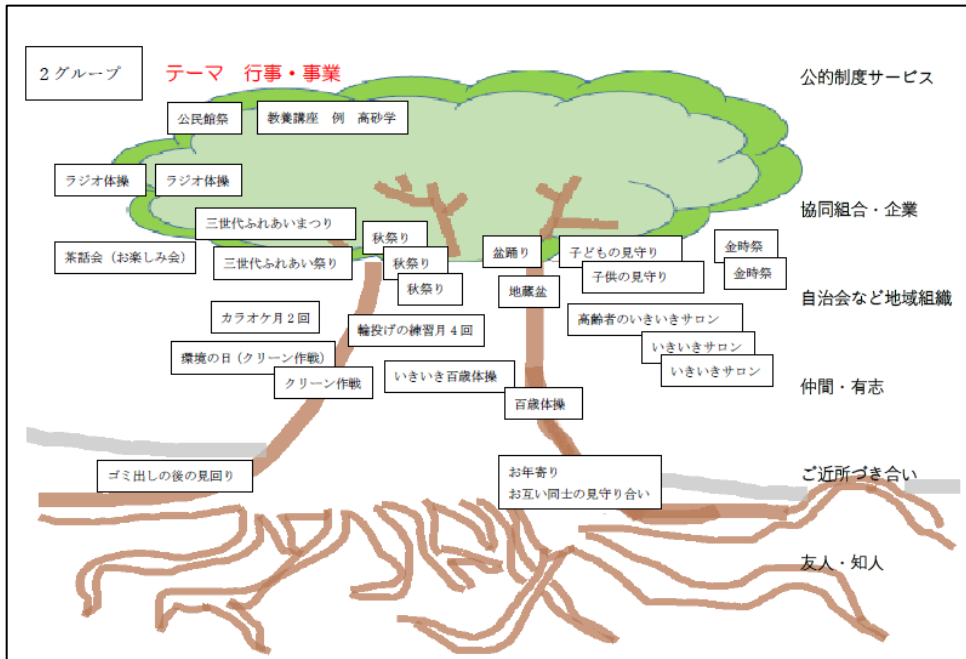 2グループ
テーマ 行事・事業
公的制度サービス
公民館祭
教養講座 例 高砂学
ラジオ体操
ラジオ体操
協同組合・企業
三世代ふれあいまつり
秋祭り
盆踊り
子どもの見守り
金時祭
茶話会（お楽しみ会）
三世代ふれあい祭り
秋祭り
子供の見守り
金時祭
秋祭り
地蔵盆
自治会など地域組織
カラオケ月2回
輪投げの練習月4回
高齢者のいきいきサロン
環境の日（クリーン作戦）
いきいきサロン
クリーン作戦
いきいき百歳体操
いきいきサロン
仲間・有志
百歳体操
ゴミ出しの後の見回り
お年寄り
お互い同士の見守り合い
ご近所づき合い
友人・知人